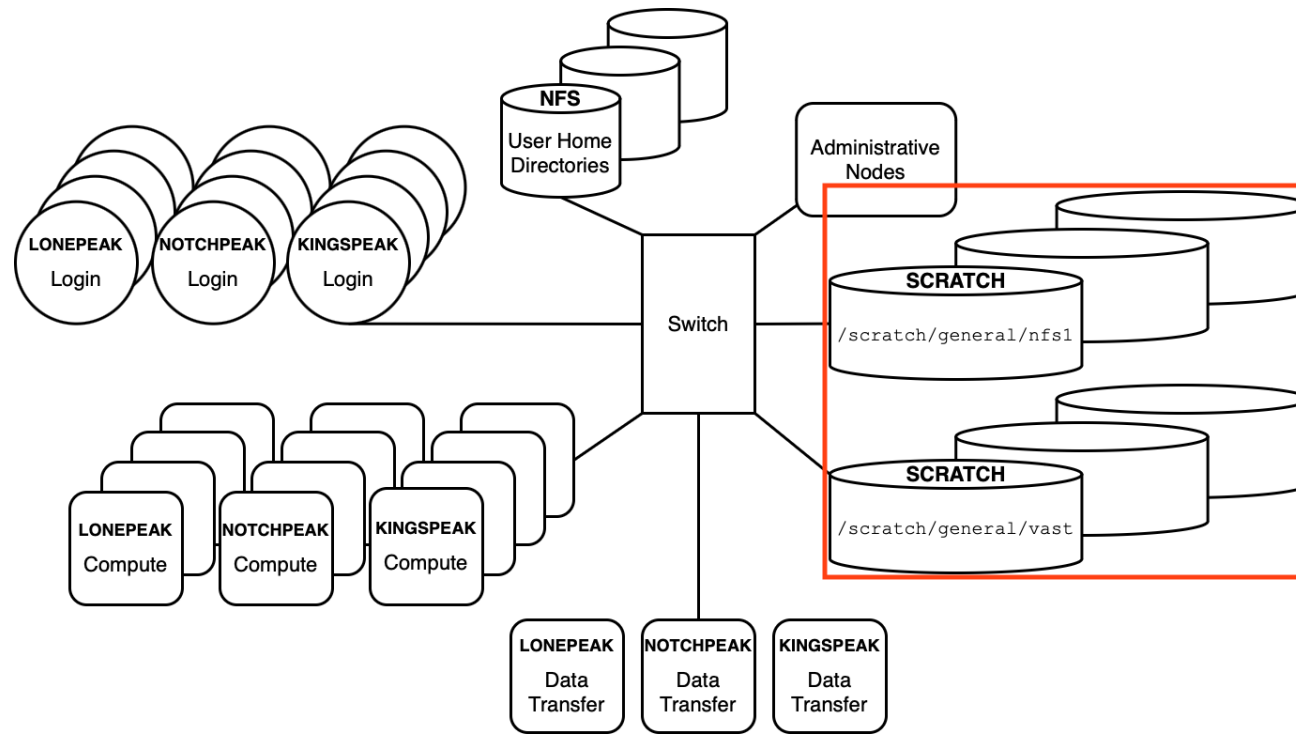 NFS
User Home
Directories
Administrative
Nodes
LONEPEAK
Login
NOTCHPEAK
Login
KINGSPEAK
Login
Switch
SCRATCH
/scratch/general/nfs1
SCRATCH
/scratch/general/vast
LONEPEAK
Compute
NOTCHPEAK
Compute
KINGSPEAK
Compute
LONEPEAK
Data
Transfer
NOTCHPEAK
Data
Transfer
KINGSPEAK
Data
Transfer